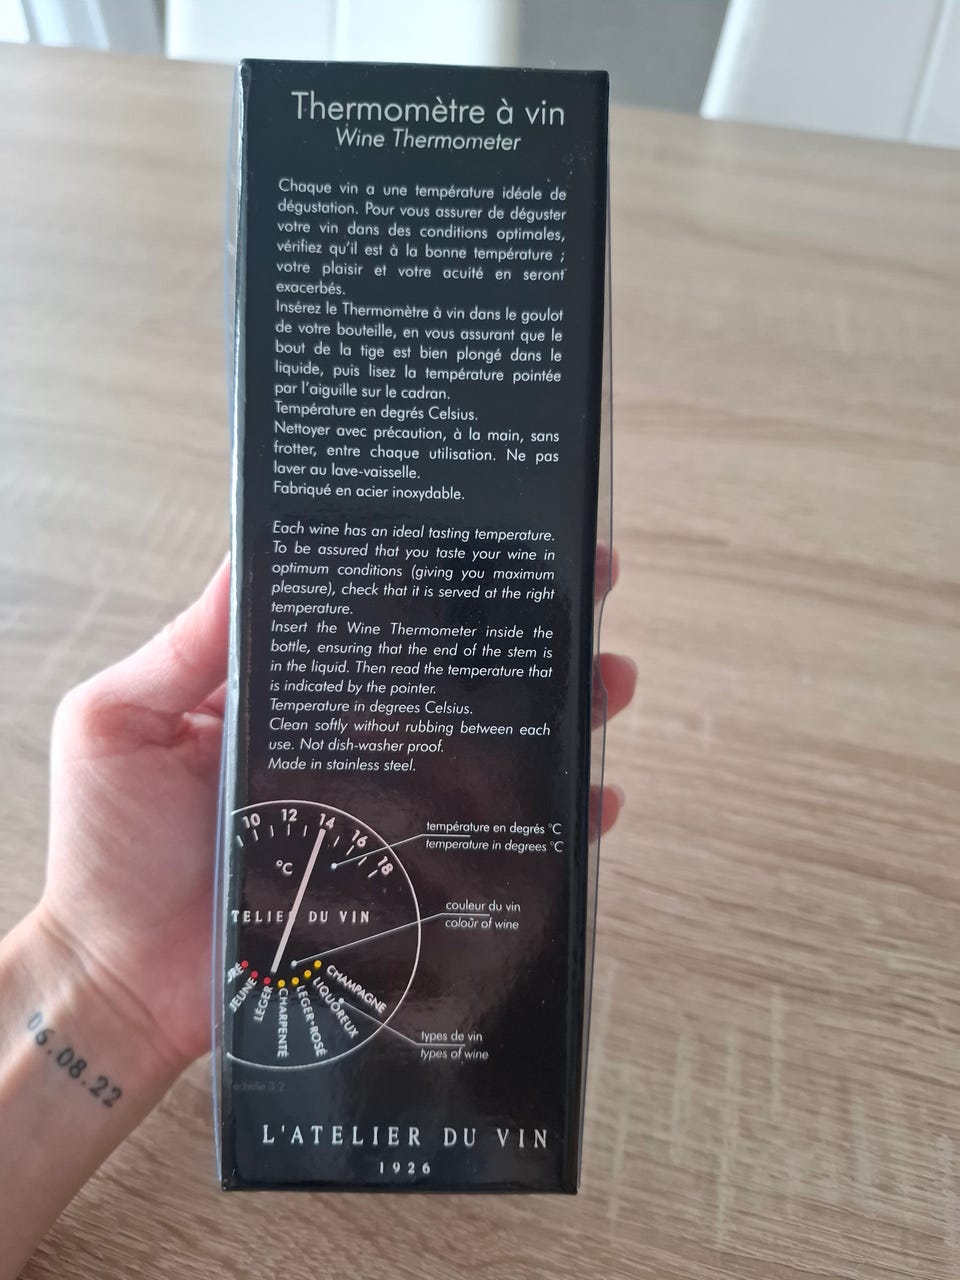 Thermomètre à vin
Wine Thermometer
Chaque vin a une température idéale de
dégustation. Pour vous assurer de déguster
votre vin dans des conditions optimales,
vérifiez qu'il est à la bonne température ;
votre plaisir et votre acuité en seront
exacerbés.
Insérez le Thermomètre à vin dans le goulot
de votre bouteille, en vous assurant que le
bout de la tige est bien plongé dans le
liquide, puis lisez la température pointée
par l'aiguille sur le cadran.
Température en degrés Celsius.
Nettoyer avec précaution, à la main, sans
frotter, entre chaque utilisation. Ne pas
laver au lave-vaisselle.
Fabriqué en acier inoxydable.
Each wine has an ideal tasting temperature.
To be assured that you taste your wine in
optimum conditions (giving you maximum
pleasure), check that it is served at the right
temperature.
Insert the Wine Thermometer inside the
bottle, ensuring that the end of the stem is
in the liquid. Then read the temperature that
is indicated by the pointer.
Temperature in degrees Celsius.
Clean softly without rubbing between each
use. Not dish-washer proof.
Made in stainless steel.
10 12 14 16 18
°C
température en degrés °C
temperature in degrees °C
TELIER DU VIN
couleur du vin
colour of wine
JEUNE
LÉGER
CHARPENTÉ
LÉGER-ROSÉ
LIQUOREUX
CHAMPAGNE
types de vin
types of wine
échelle 3:2
L'ATELIER DU VIN
1926
06.08.22